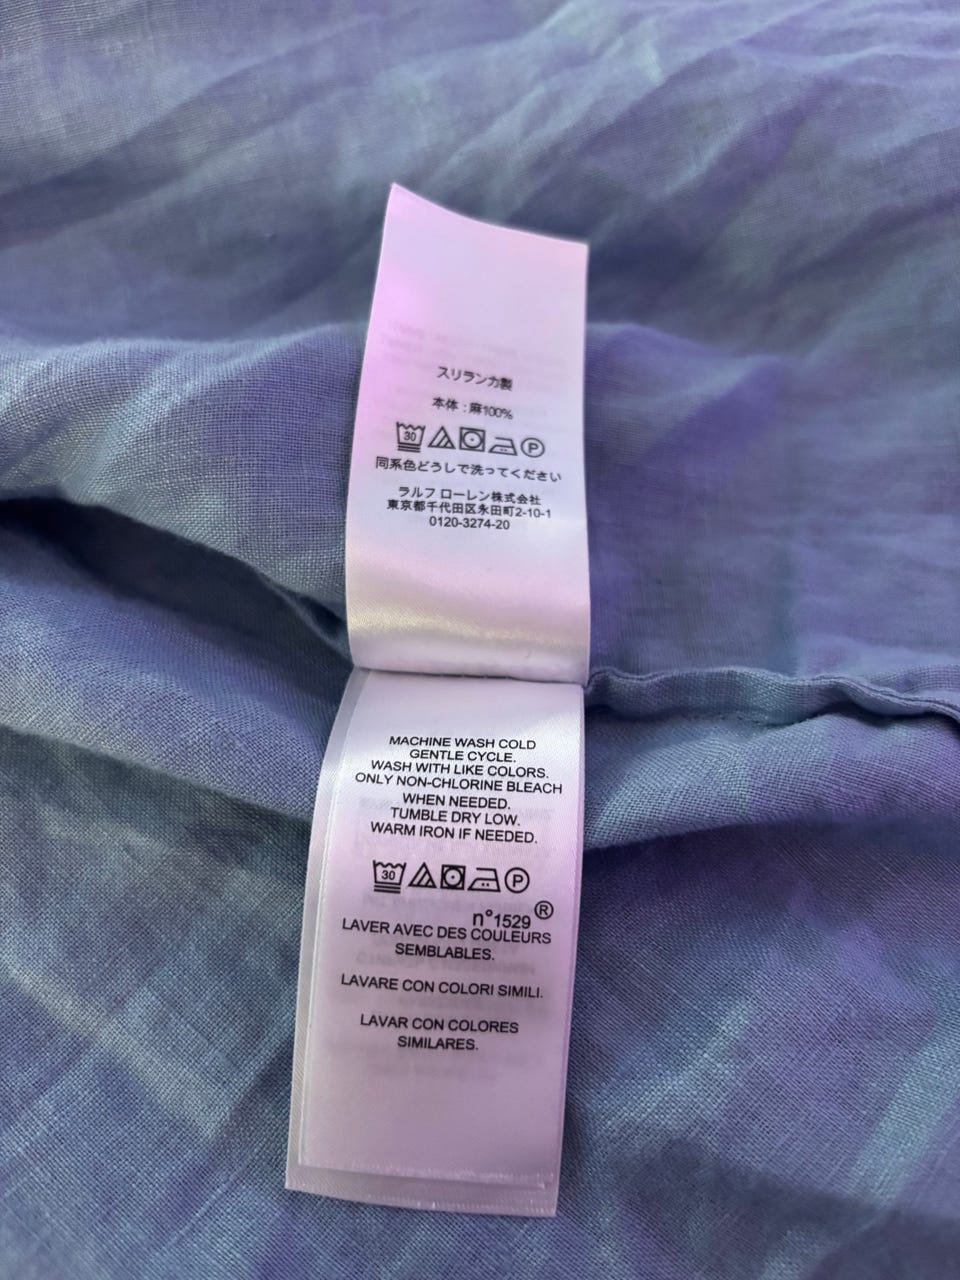 スリランカ製
本体：麻100%
30 P
同系色どうしで洗ってください
ラルフ ローレン株式会社
東京都千代田区永田町2-10-1
0120-3274-20
MACHINE WASH COLD
GENTLE CYCLE.
WASH WITH LIKE COLORS.
ONLY NON-CHLORINE BLEACH
WHEN NEEDED.
TUMBLE DRY LOW.
WARM IRON IF NEEDED.
30 P
n°1529®
LAVER AVEC DES COULEURS
SEMBLABLES.
LAVARE CON COLORI SIMILI.
LAVAR CON COLORES
SIMILARES.